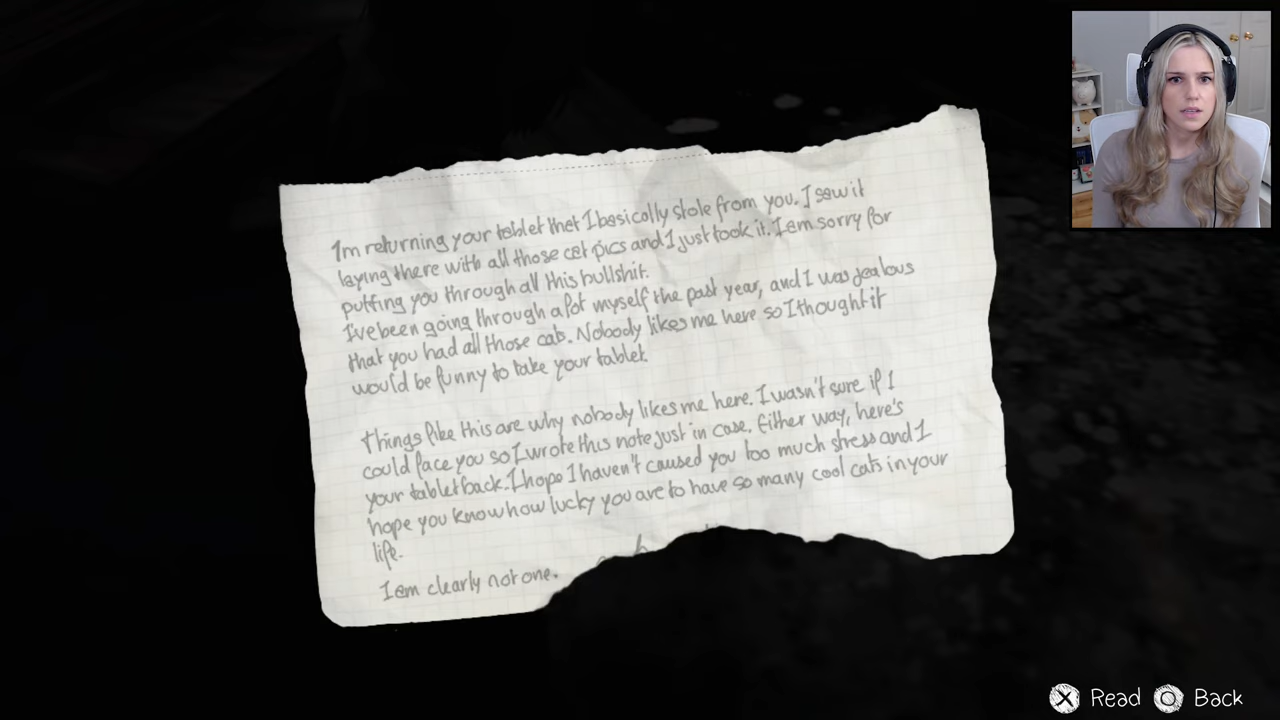 Im returning your tablet that I basically stole from you. I saw it
laying there with all those cat pics and I just took it. I am sorry for
putting you through all this bullshit.
I've been going through a lot myself the past year, and I was jealous
that you had all those cats. Nobody likes me here so I thought it
would be funny to take your tablet.
Things like this are why nobody likes me here. I wasn't sure if I
could face you so I wrote this note just in case. Either way, here's
your tablet back. I hope I haven't caused you too much stress and I
hope you know how lucky you are to have so many cool cats in your
life.
I am clearly not one.
Read
Back